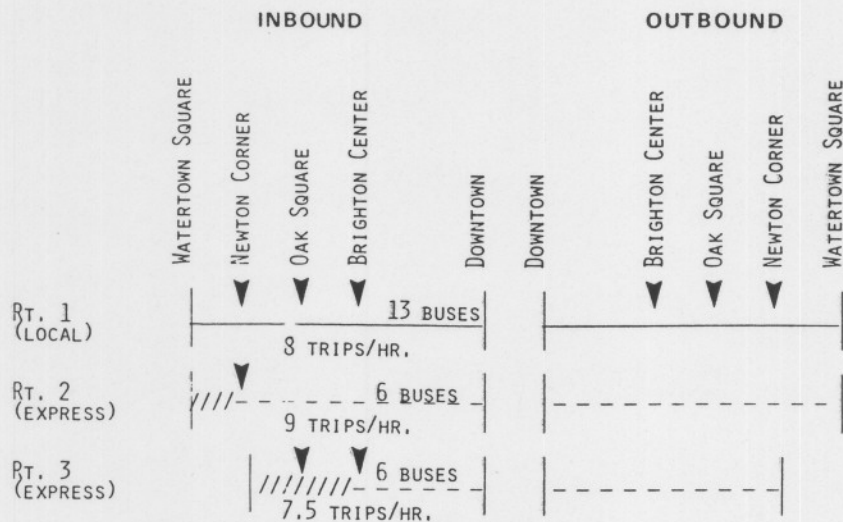 INBOUND OUTBOUND
WATERTOWN SQUARE
NEWTON CORNER
OAK SQUARE
BRIGHTON CENTER
DOWNTOWN
DOWNTOWN
BRIGHTON CENTER
OAK SQUARE
NEWTON CORNER
WATERTOWN SQUARE
RT. 1
(LOCAL)
13 BUSES
8 TRIPS/HR.
RT. 2
(EXPRESS)
6 BUSES
9 TRIPS/HR.
RT. 3
(EXPRESS)
6 BUSES
7.5 TRIPS/HR.